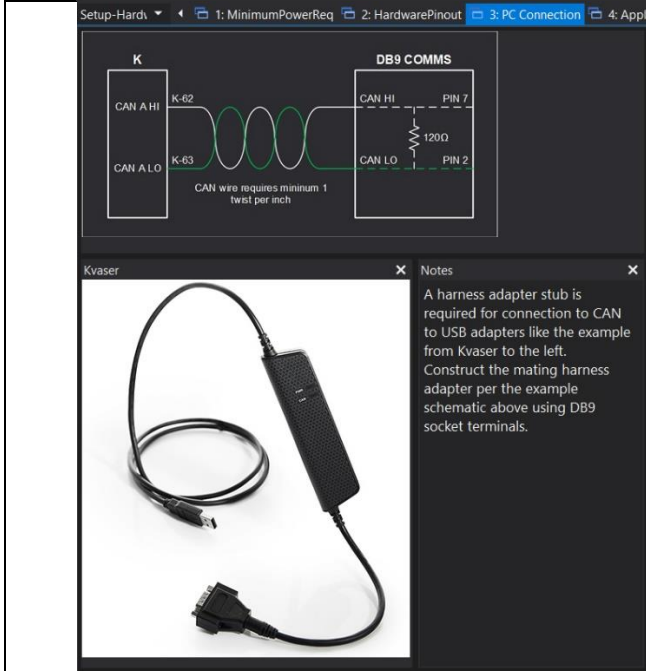 Setup-Hardv
1: MinimumPowerReq
2: HardwarePinout
3: PC Connection
4: Appl
K
DB9 COMMS
CAN A HI
K-62
CAN HI
PIN 7
120Ω
CAN A LO
K-63
CAN LO
PIN 2
CAN wire requires mininum 1
twist per inch
Kvaser
Notes
A harness adapter stub is
required for connection to CAN
to USB adapters like the example
from Kvaser to the left.
Construct the mating harness
adapter per the example
schematic above using DB9
socket terminals.